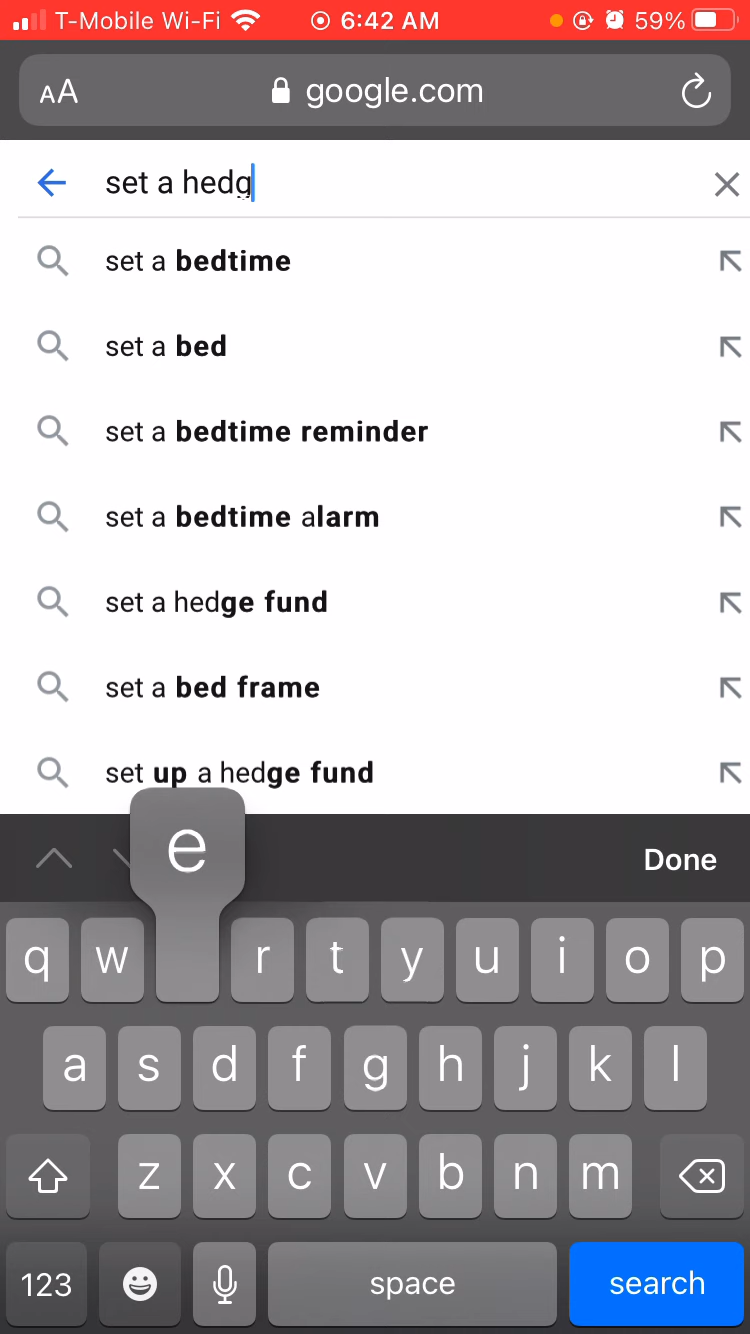 T-Mobile Wi-Fi 6:42 AM 59%
AA google.com
set a hedg
set a bedtime
set a bed
set a bedtime reminder
set a bedtime alarm
set a hedge fund
set a bed frame
set up a hedge fund
e
Done
q w r t y u i o p
a s d f g h j k l
z x c v b n m
123 space search